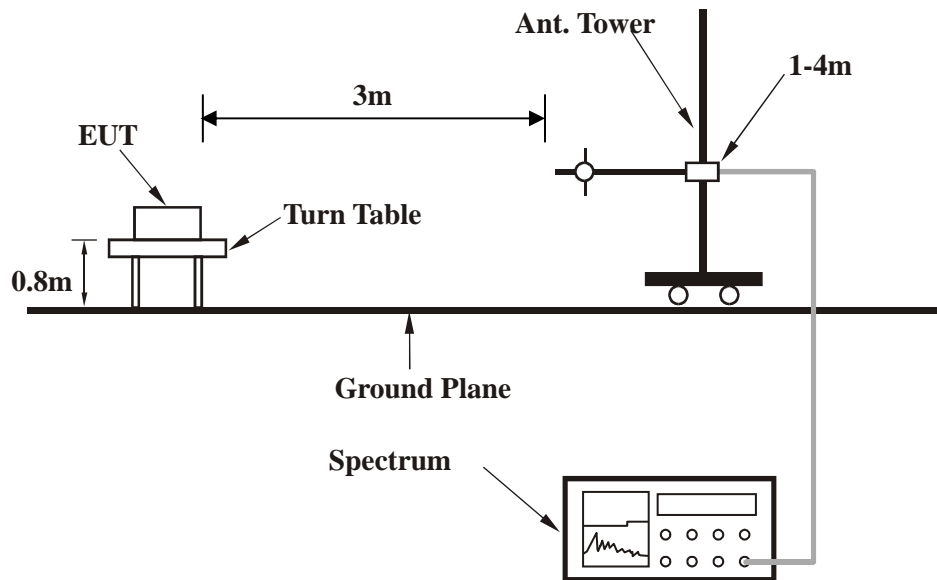 Ant. Tower
1-4m
3m
EUT
Turn Table
0.8m
Ground Plane
Spectrum